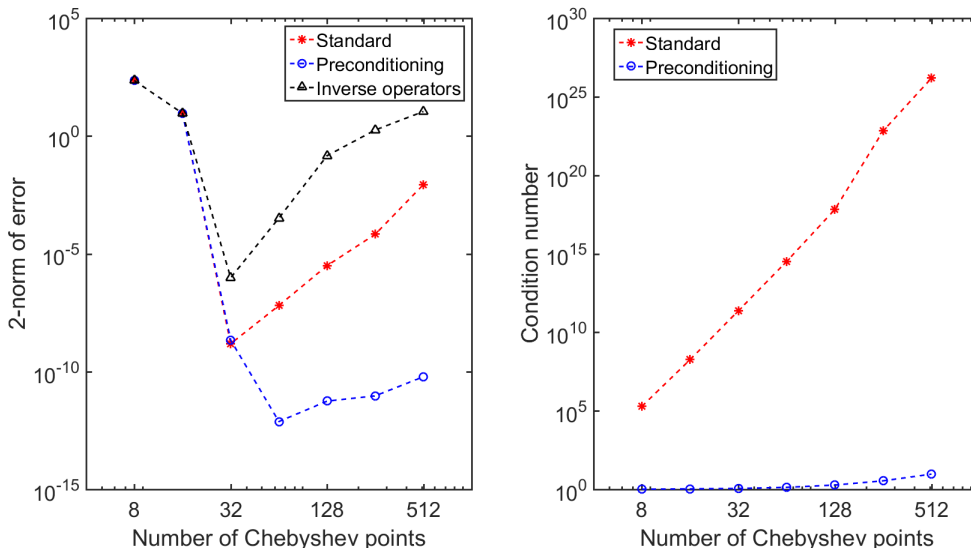 10^5
10^0
10^-5
10^-10
10^-15
2-norm of error
Standard
Preconditioning
Inverse operators
8
32
128
512
Number of Chebyshev points
10^30
10^25
10^20
10^15
10^10
10^5
10^0
Condition number
Standard
Preconditioning
8
32
128
512
Number of Chebyshev points